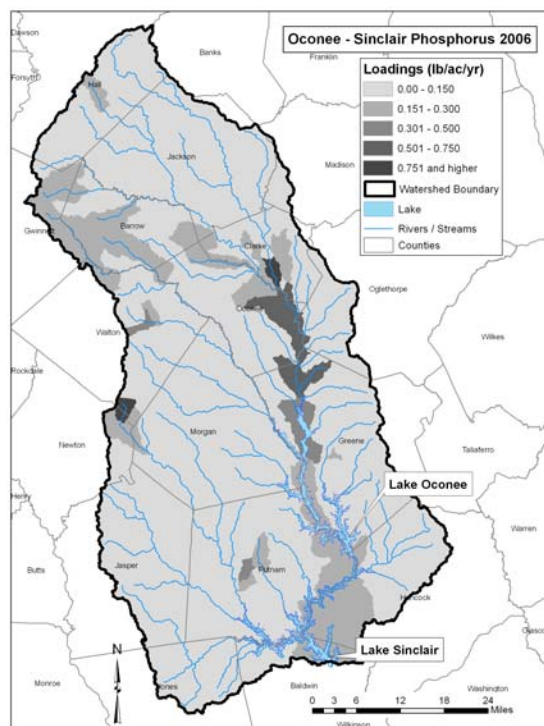 Oconee - Sinclair Phosphorus 2006
Loadings (lb/ac/yr)
0.00 - 0.150
0.151 - 0.300
0.301 - 0.500
0.501 - 0.750
0.751 and higher
Watershed Boundary
Lake
Rivers / Streams
Counties
Dawson
Banks
Franklin
Forsyth
Hall
Jackson
Madison
Gwinnett
Barrow
Clarke
Oglethorpe
Walton
Wilkes
Rockdale
Newton
Morgan
Greene
Taliaferro
Henry
Lake Oconee
Warren
Butts
Jasper
Putnam
Hancock
Lake Sinclair
N
Monroe
Baldwin
Washington
Wilkinson
0 3 6 12 18 24
Miles